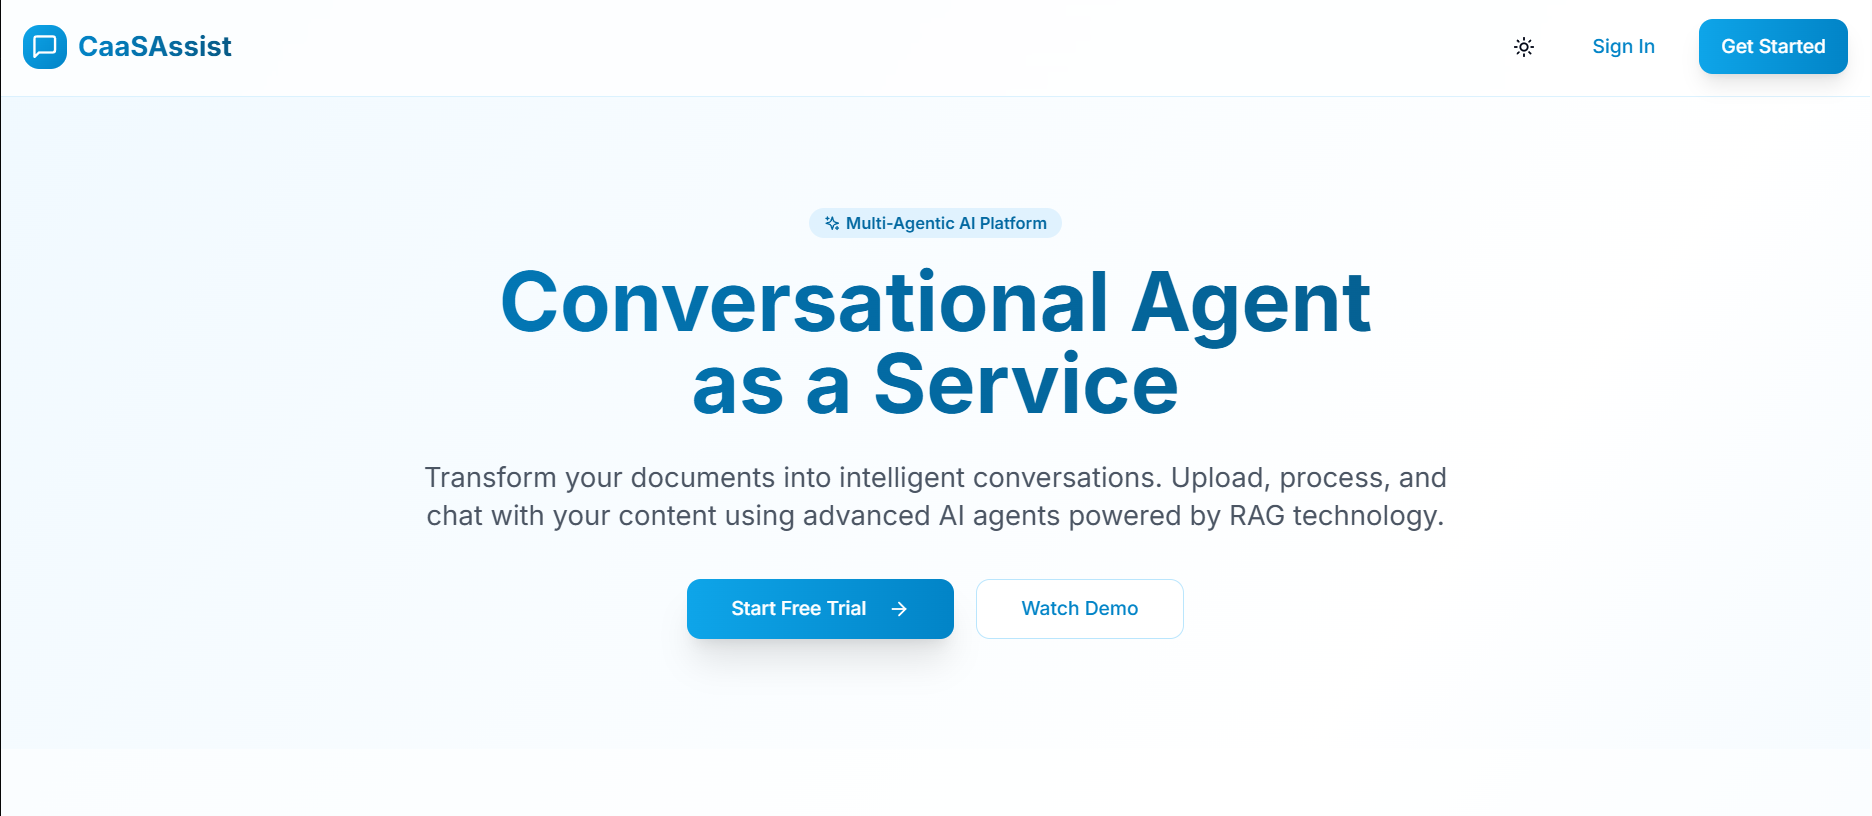 CaaSAssist
Sign In
Get Started
Multi-Agentic AI Platform
Conversational Agent
as a Service
Transform your documents into intelligent conversations. Upload, process, and
chat with your content using advanced AI agents powered by RAG technology.
Start Free Trial
Watch Demo